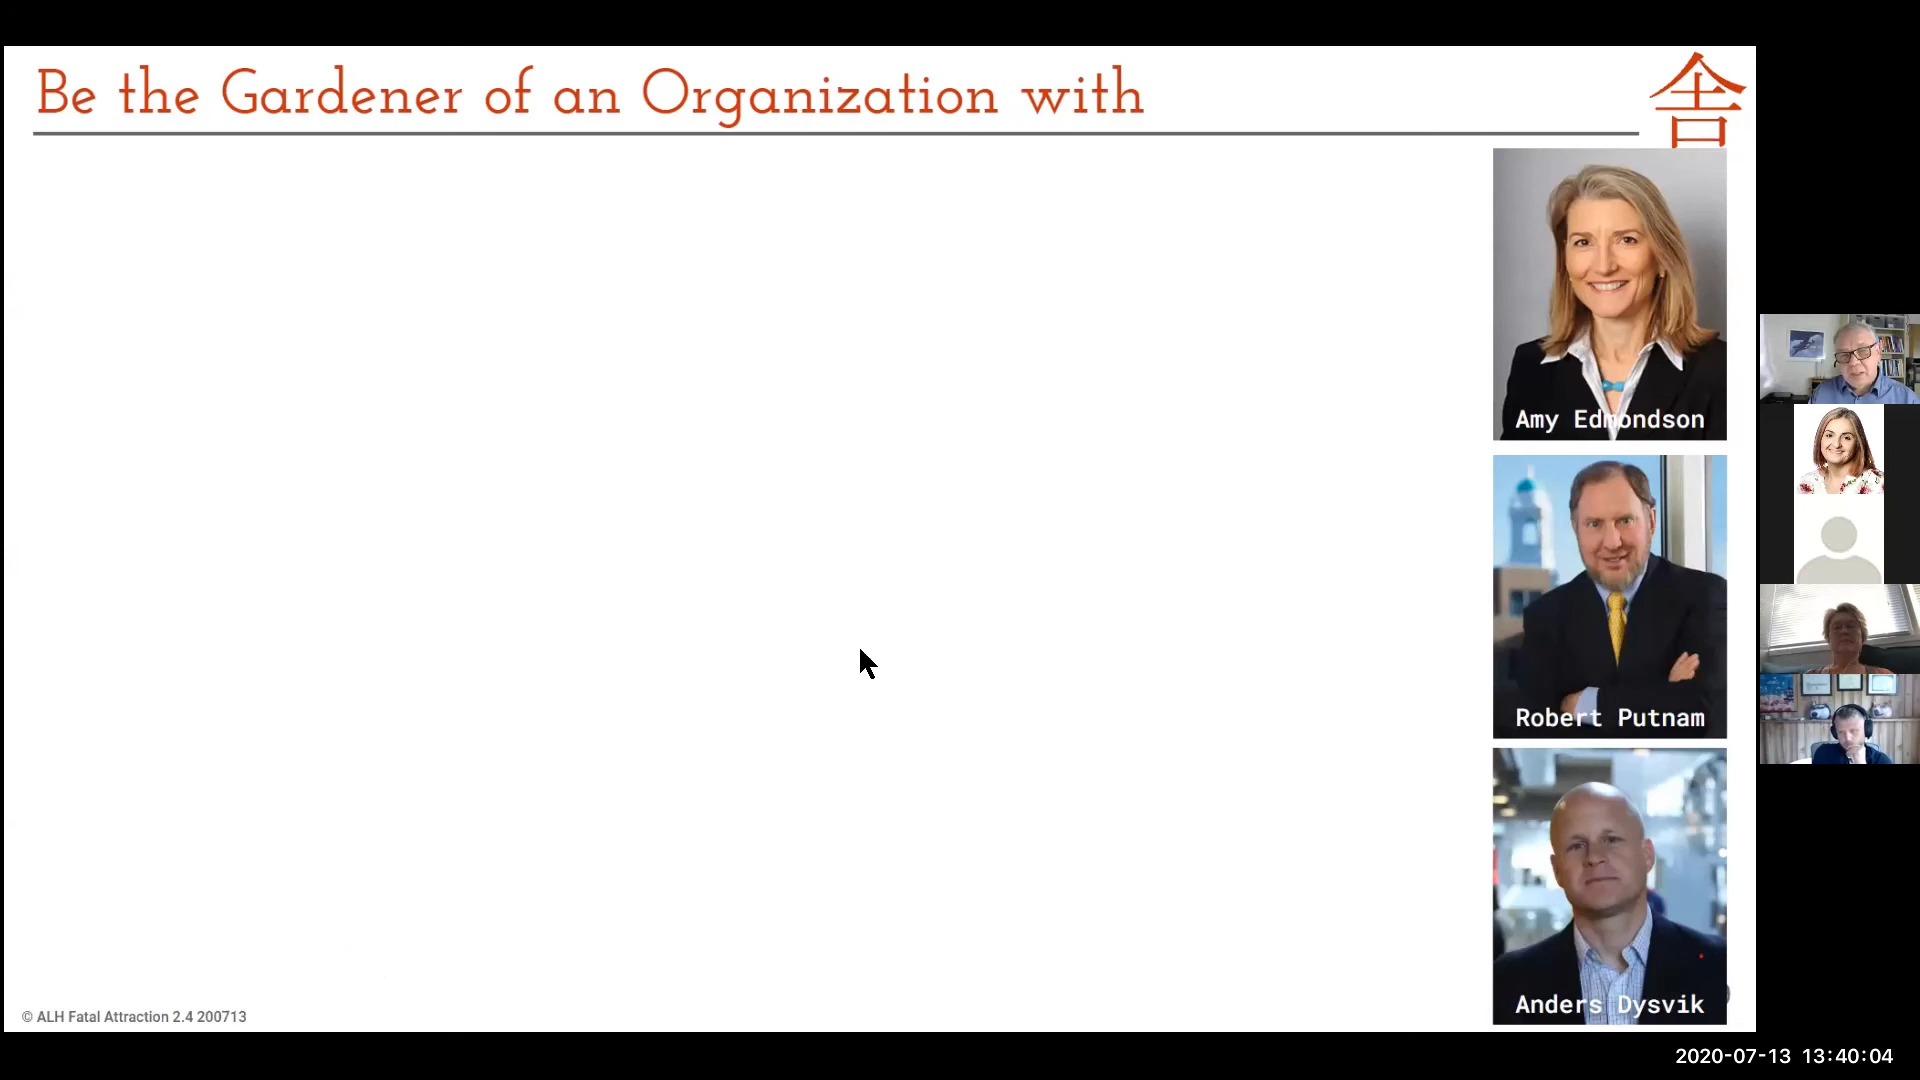 Be the Gardener of an Organization with
舎
Amy Edmondson
Robert Putnam
Anders Dysvik
© ALH Fatal Attraction 2.4 200713
2020-07-13 13:40:04